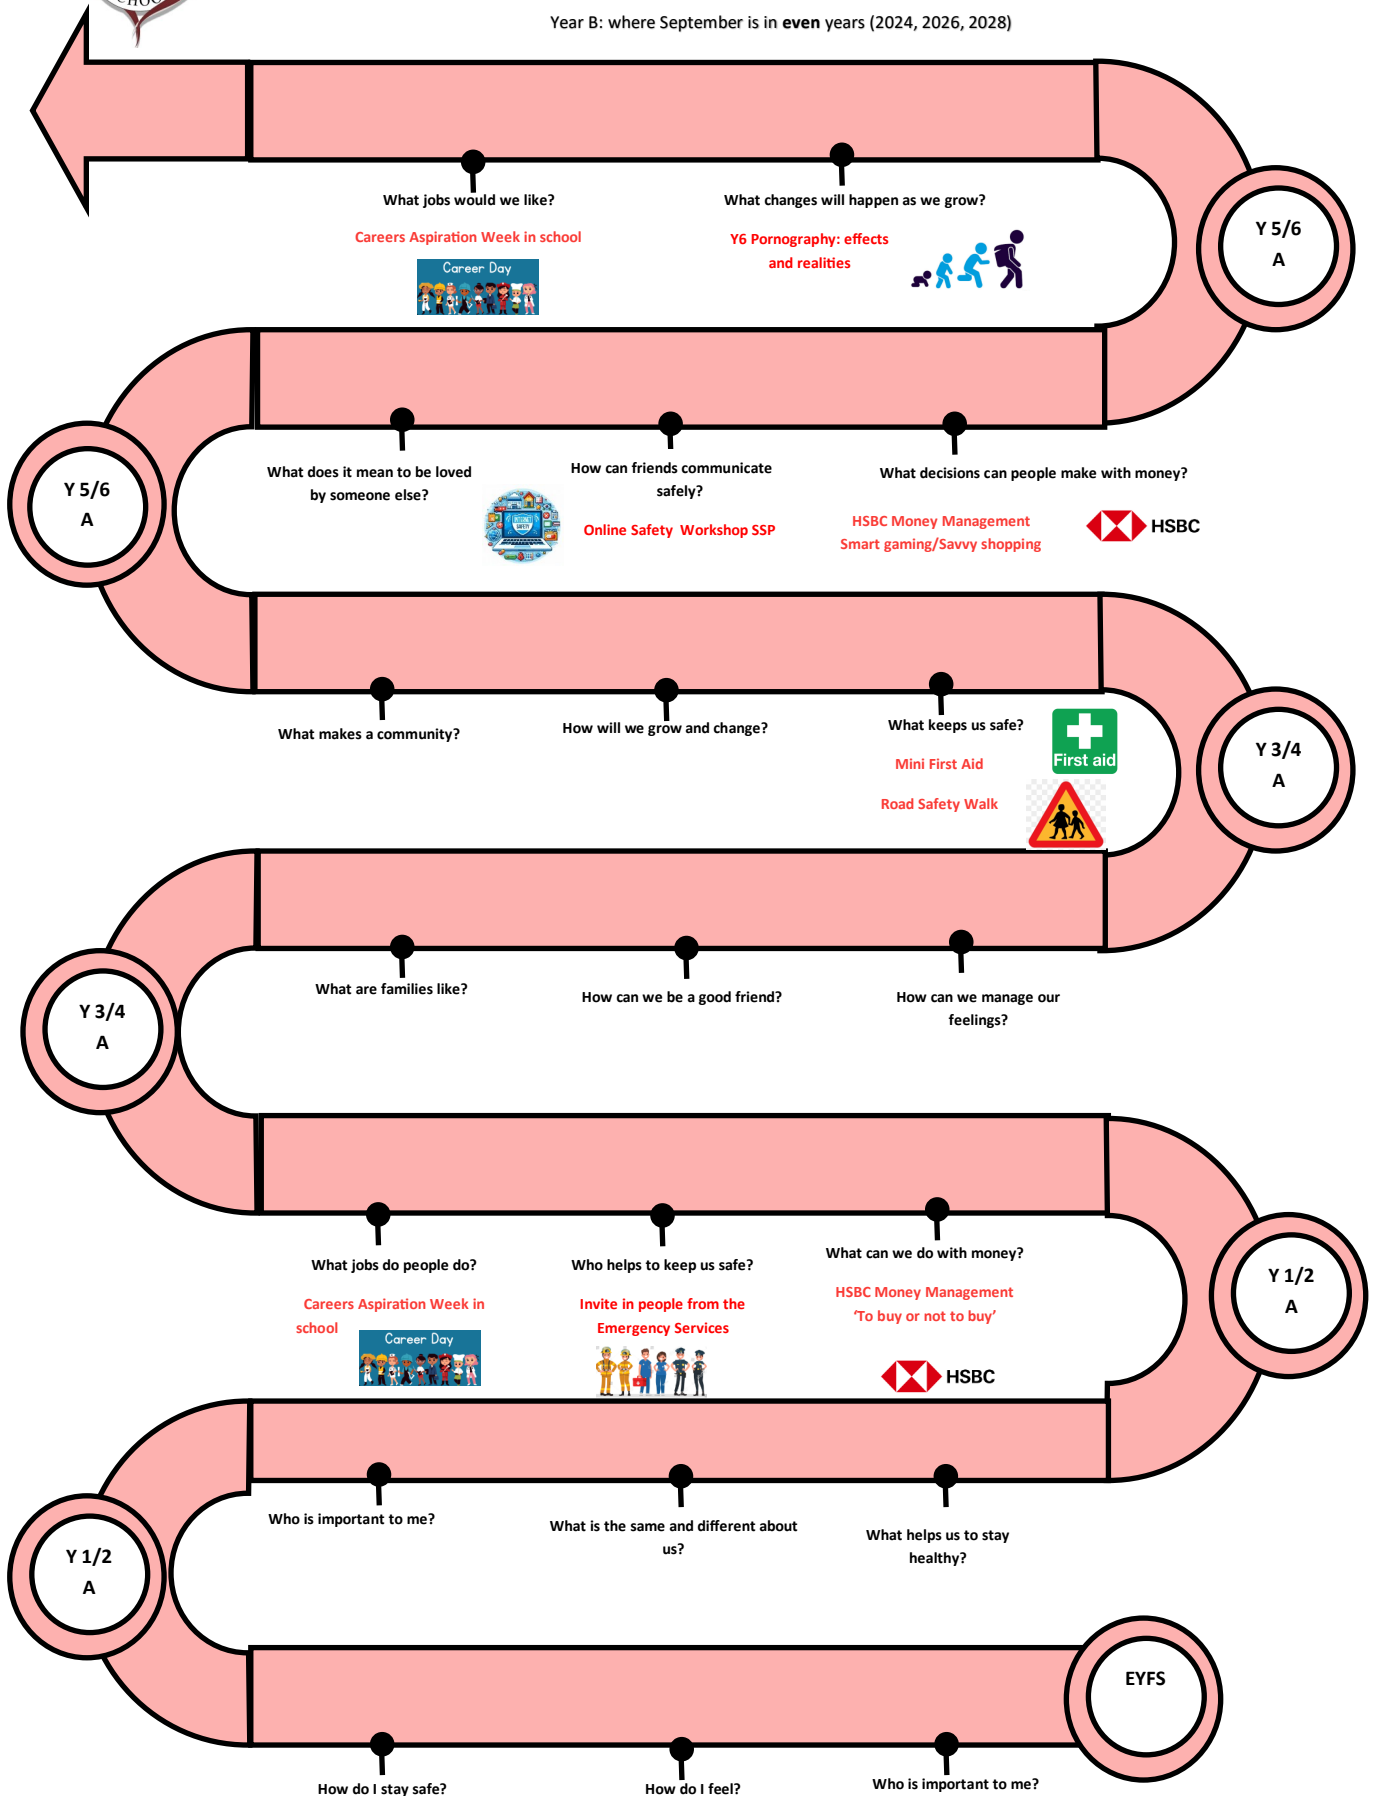 CHOO
Year B: where September is in even years (2024, 2026, 2028)
What jobs would we like?
Careers Aspiration Week in school
Career Day
What changes will happen as we grow?
Y6 Pornography: effects
and realities
Y 5/6
A
Y 5/6
A
What does it mean to be loved
by someone else?
INTERNET
SAFETY
How can friends communicate
safely?
Online Safety  Workshop SSP
What decisions can people make with money?
HSBC Money Management
Smart gaming/Savvy shopping
HSBC
What makes a community?
How will we grow and change?
What keeps us safe?
Mini First Aid
Road Safety Walk
First aid
Y 3/4
A
Y 3/4
A
What are families like?
How can we be a good friend?
How can we manage our
feelings?
What jobs do people do?
Careers Aspiration Week in
school
Career Day
Who helps to keep us safe?
Invite in people from the
Emergency Services
What can we do with money?
HSBC Money Management
‘To buy or not to buy’
HSBC
Y 1/2
A
Y 1/2
A
Who is important to me?
What is the same and different about
us?
What helps us to stay
healthy?
EYFS
How do I stay safe?
How do I feel?
Who is important to me?